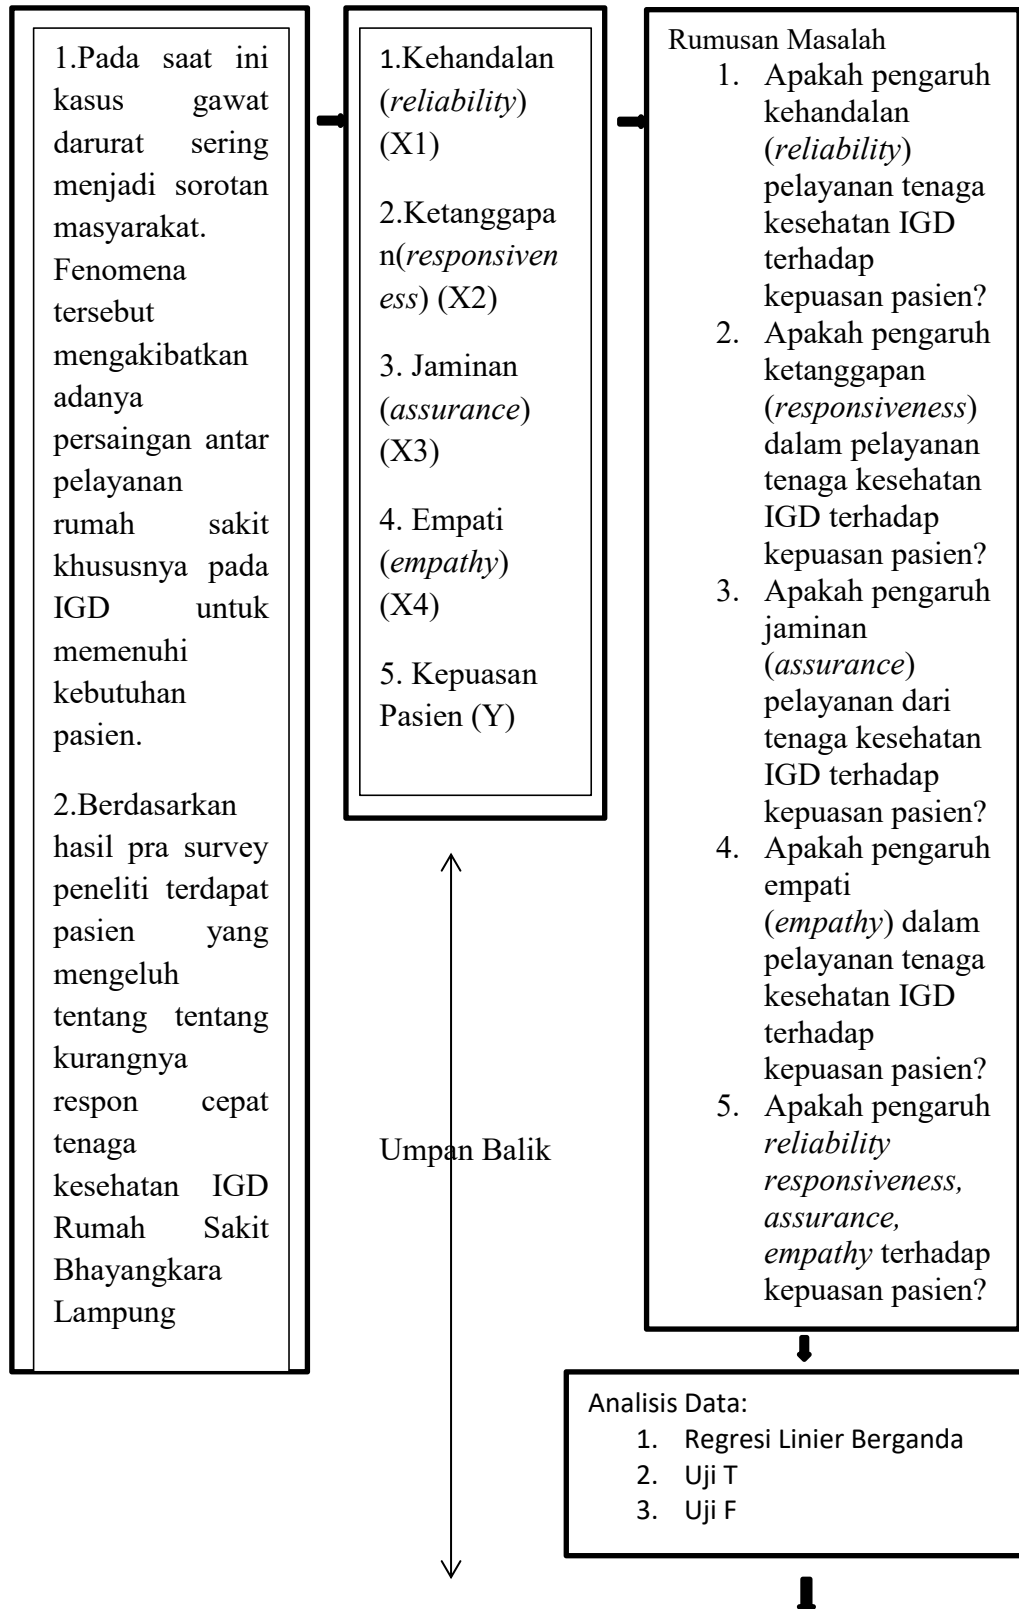 1.Pada saat ini
kasus gawat
darurat sering
menjadi sorotan
masyarakat.
Fenomena
tersebut
mengakibatkan
adanya
persaingan antar
pelayanan
rumah sakit
khususnya pada
IGD untuk
memenuhi
kebutuhan
pasien.
2.Berdasarkan
hasil pra survey
peneliti terdapat
pasien yang
mengeluh
tentang tentang
kurangnya
respon cepat
tenaga
kesehatan IGD
Rumah Sakit
Bhayangkara
Lampung
1.Kehandalan
(reliability)
(X1)
2.Ketanggapa
n(responsiven
ess) (X2)
3. Jaminan
(assurance)
(X3)
4. Empati
(empathy)
(X4)
5. Kepuasan
Pasien (Y)
Umpan Balik
Rumusan Masalah
1. Apakah pengaruh
kehandalan
(reliability)
pelayanan tenaga
kesehatan IGD
terhadap
kepuasan pasien?
2. Apakah pengaruh
ketanggapan
(responsiveness)
dalam pelayanan
tenaga kesehatan
IGD terhadap
kepuasan pasien?
3. Apakah pengaruh
jaminan
(assurance)
pelayanan dari
tenaga kesehatan
IGD terhadap
kepuasan pasien?
4. Apakah pengaruh
empati
(empathy) dalam
pelayanan tenaga
kesehatan IGD
terhadap
kepuasan pasien?
5. Apakah pengaruh
reliability
responsiveness,
assurance,
empathy terhadap
kepuasan pasien?
Analisis Data:
1. Regresi Linier Berganda
2. Uji T
3. Uji F